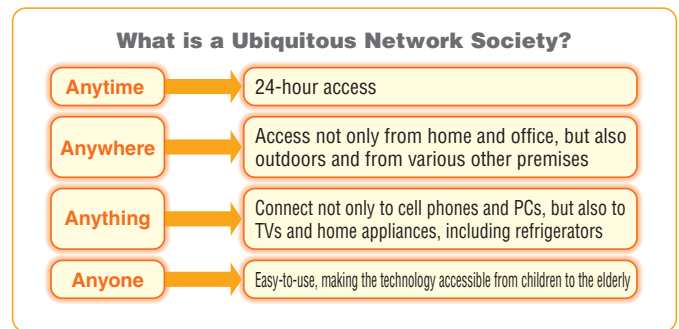 What is a Ubiquitous Network Society?
Anytime
24-hour access
Anywhere
Access not only from home and office, but also
outdoors and from various other premises
Anything
Connect not only to cell phones and PCs, but also to
TVs and home appliances, including refrigerators
Anyone
Easy-to-use, making the technology accessible from children to the elderly